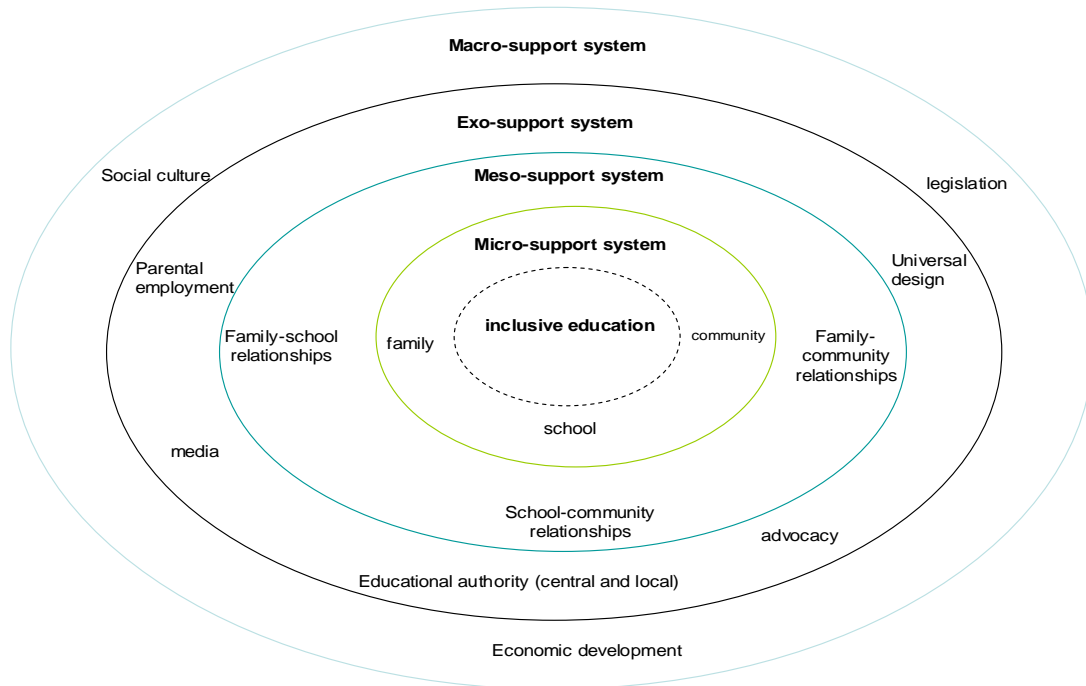 Macro-support system
Exo-support system
Social culture
Meso-support system
legislation
Micro-support system
Parental
employment
Universal
design
inclusive education
Family-school
relationships
family
community
Family-
community
relationships
school
media
School-community
relationships
advocacy
Educational authority (central and local)
Economic development